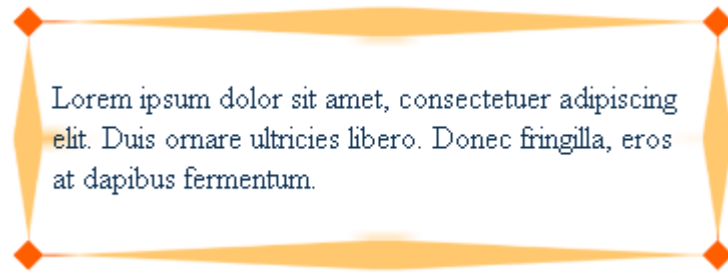 Lorem ipsum dolor sit amet, consectetuer adipiscing
elit. Duis ornare ultricies libero. Donec fringilla, eros
at dapibus fermentum.